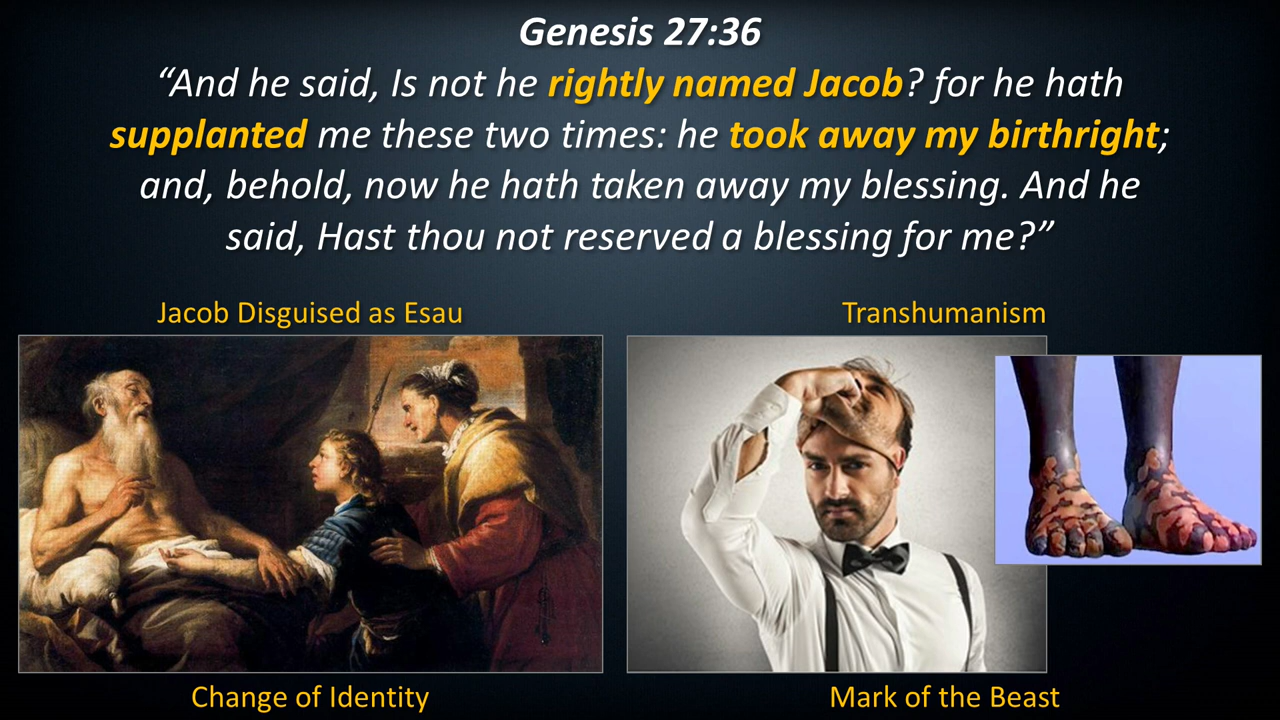 Genesis 27:36
“And he said, Is not he rightly named Jacob? for he hath
supplanted me these two times: he took away my birthright;
and, behold, now he hath taken away my blessing. And he
said, Hast thou not reserved a blessing for me?”
Jacob Disguised as Esau
Transhumanism
Change of Identity
Mark of the Beast